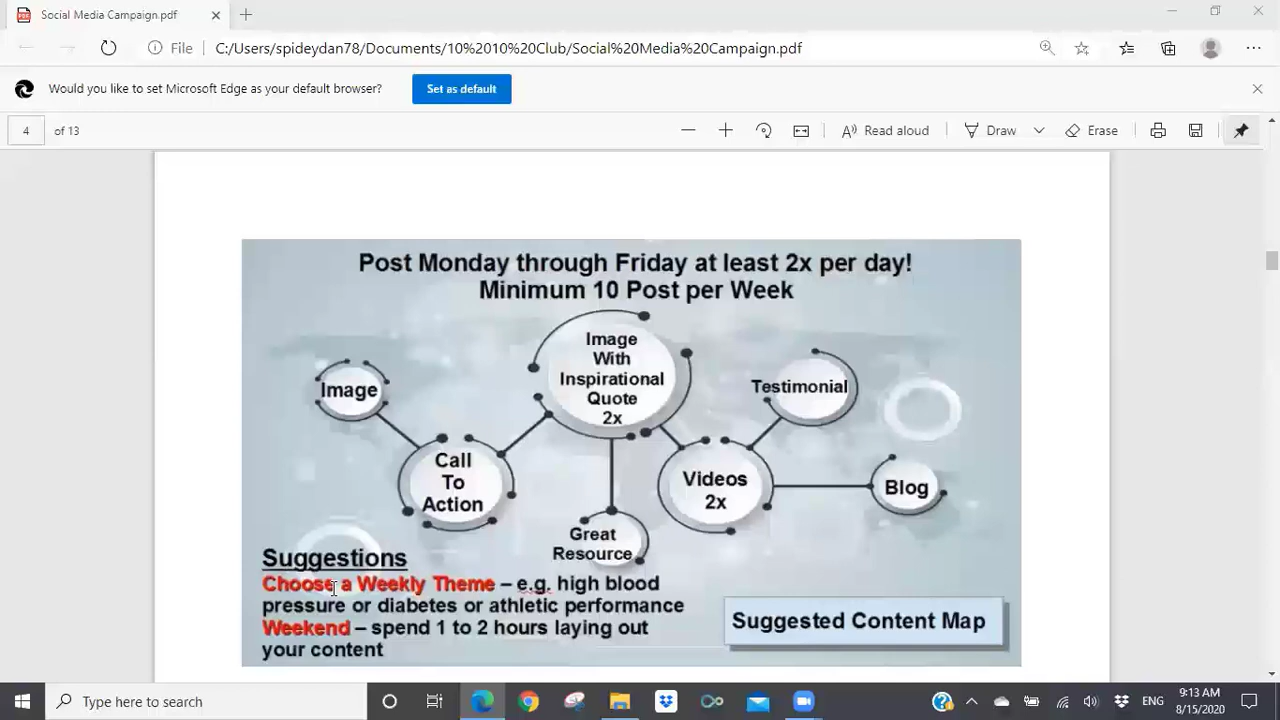 Social Media Campaign.pdf
File
C:/Users/spideydan78/Documents/10%2010%20Club/Social%20Media%20Campaign.pdf
Would you like to set Microsoft Edge as your default browser?
Set as default
4
of 13
Read aloud
Draw
Erase
Post Monday through Friday at least 2x per day!
Minimum 10 Post per Week
Image
Call
To
Action
Image
With
Inspirational
Quote
2x
Great
Resource
Videos
2x
Testimonial
Blog
Suggestions
Choose a Weekly Theme – e.g. high blood
pressure or diabetes or athletic performance
Weekend – spend 1 to 2 hours laying out
your content
Suggested Content Map
Type here to search
ENG
9:13 AM
8/15/2020